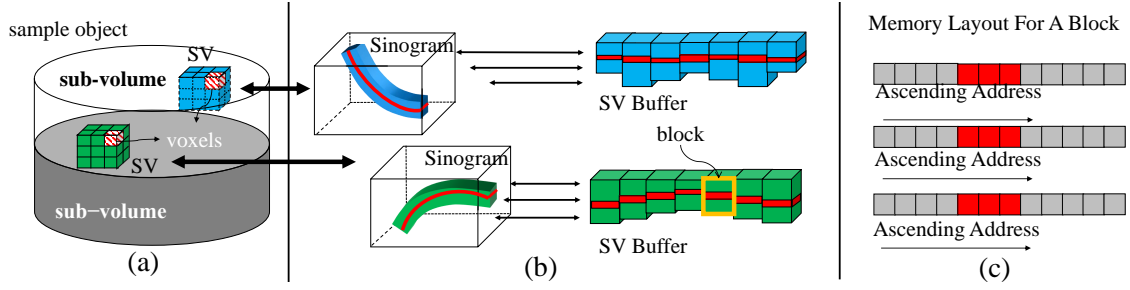 sample object
SV
sub-volume
voxels
SV
sub−volume
(a)
Sinogram
SV Buffer
block
Sinogram
SV Buffer
(b)
Memory Layout For A Block
Ascending Address
Ascending Address
Ascending Address
(c)